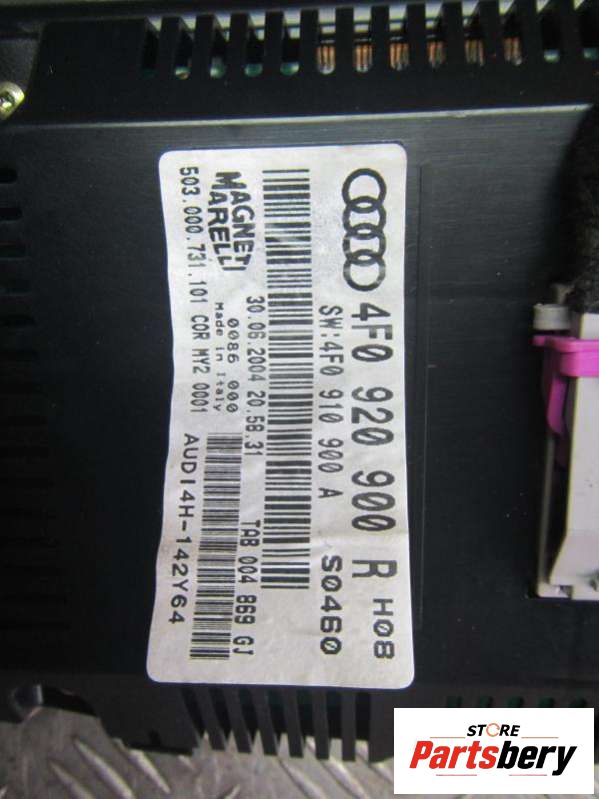 4F0 920 900 R H08
SW:4F0 910 900 A S0460
30.06.2004 20.58.31 TAB 004 869 GJ
MAGNETI
MARELLI
0086 000
Made in Italy
503.000.731.101 COR MY2 0001
AUDI4H-142Y64
STORE
Partsbery